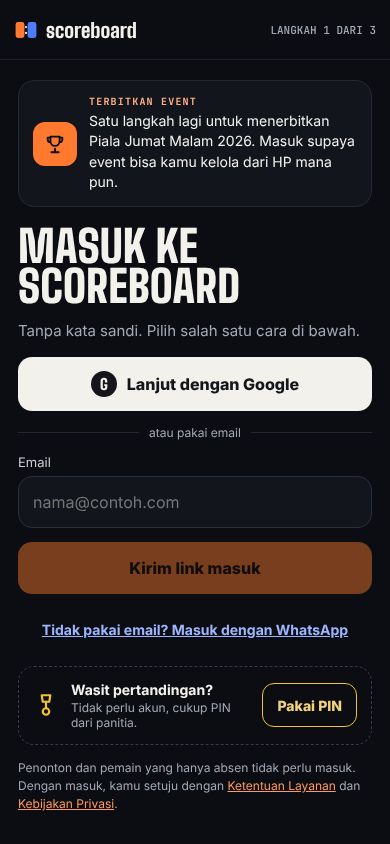 scoreboard
LANGKAH 1 DARI 3
TERBITKAN EVENT
Satu langkah lagi untuk menerbitkan
Piala Jumat Malam 2026. Masuk supaya
event bisa kamu kelola dari HP mana
pun.
MASUK KE
SCOREBOARD
Tanpa kata sandi. Pilih salah satu cara di bawah.
G Lanjut dengan Google
atau pakai email
Email
nama@contoh.com
Kirim link masuk
Tidak pakai email? Masuk dengan WhatsApp
Wasit pertandingan?
Tidak perlu akun, cukup PIN
dari panitia.
Pakai PIN
Penonton dan pemain yang hanya absen tidak perlu masuk.
Dengan masuk, kamu setuju dengan Ketentuan Layanan dan
Kebijakan Privasi.